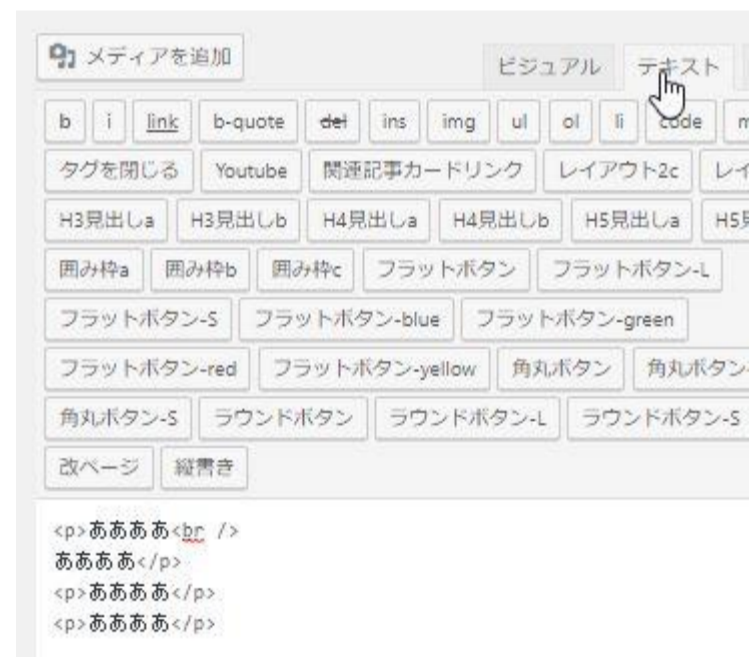 メディアを追加
ビジュアル テキスト
b i link b-quote del ins img ul ol li code
タグを閉じる Youtube 関連記事カードリンク レイアウト2c
H3見出しa H3見出しb H4見出しa H4見出しb H5見出しa
囲み枠a 囲み枠b 囲み枠c フラットボタン フラットボタン-L
フラットボタン-S フラットボタン-blue フラットボタン-green
フラットボタン-red フラットボタン-yellow 角丸ボタン 角丸ボタン-
角丸ボタン-S ラウンドボタン ラウンドボタン-L ラウンドボタン-S
改ページ 縦書き
<p>ああああ<br />
ああああ</p>
<p>ああああ</p>
<p>ああああ</p>